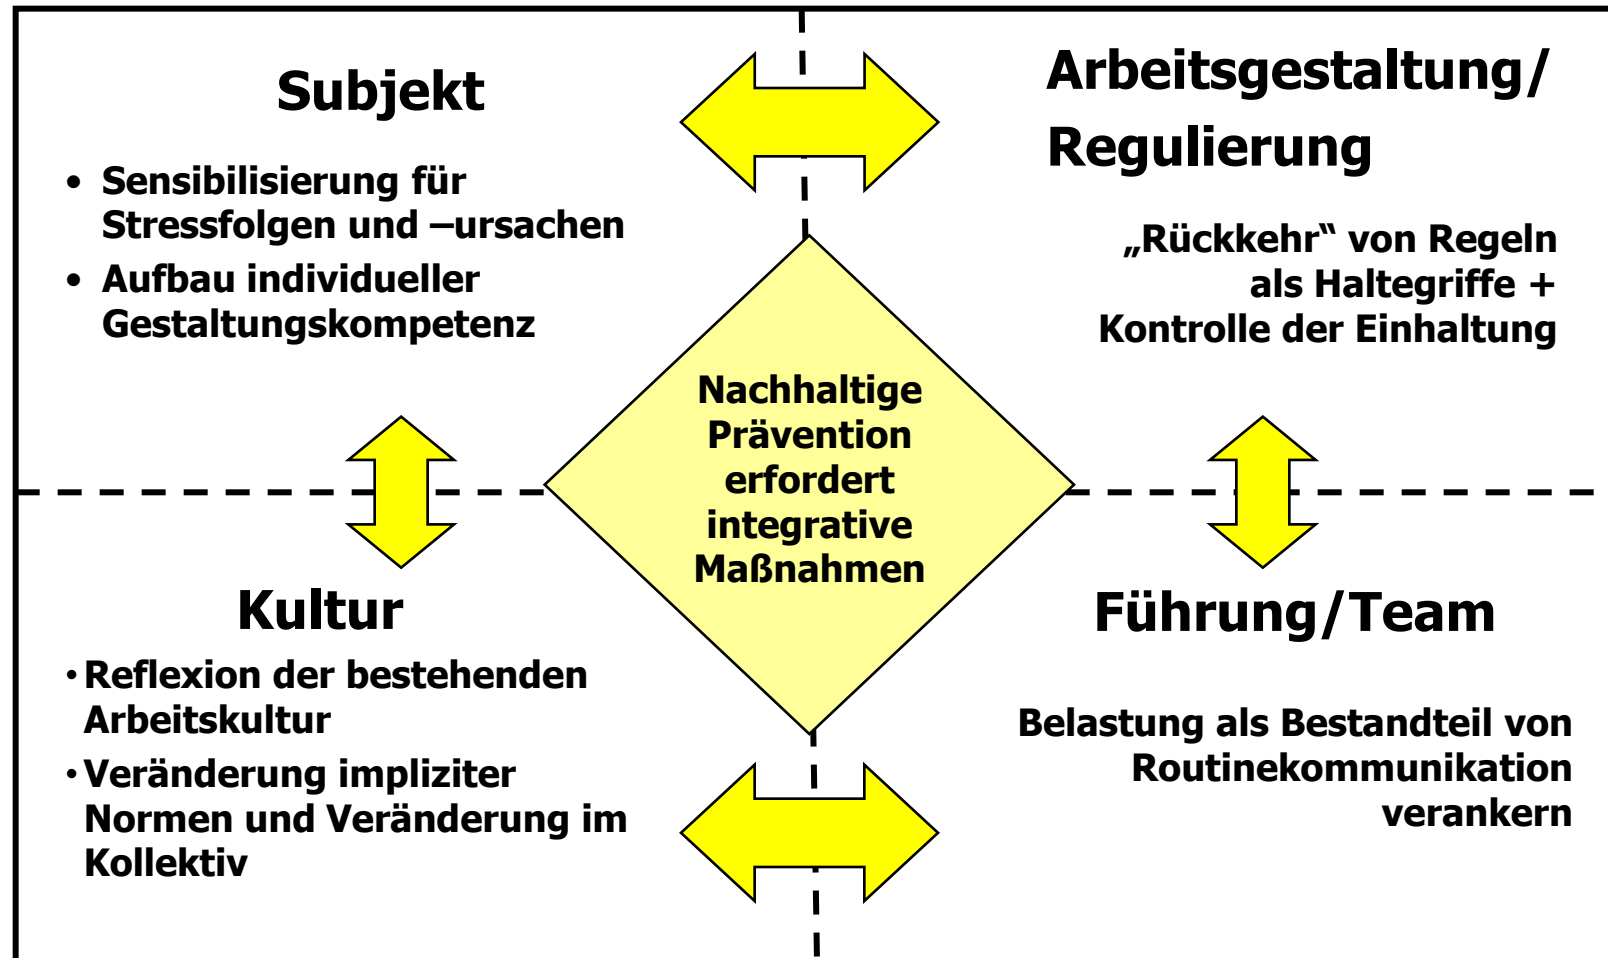 Subjekt
• Sensibilisierung für
Stressfolgen und –ursachen
• Aufbau individueller
Gestaltungskompetenz
Arbeitsgestaltung/
Regulierung
„Rückkehr“ von Regeln
als Haltegriffe +
Kontrolle der Einhaltung
Nachhaltige
Prävention
erfordert
integrative
Maßnahmen
Kultur
• Reflexion der bestehenden
Arbeitskultur
• Veränderung impliziter
Normen und Veränderung im
Kollektiv
Führung/Team
Belastung als Bestandteil von
Routinekommunikation
verankern